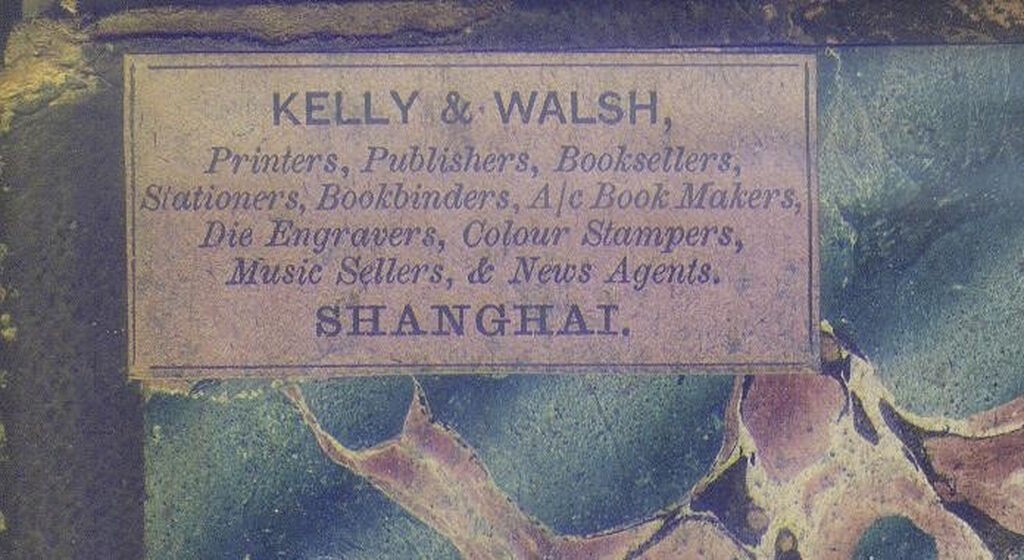 KELLY & WALSH,
Printers, Publishers, Booksellers,
Stationers, Bookbinders, A/c Book Makers,
Die Engravers, Colour Stampers,
Music Sellers, & News Agents.
SHANGHAI.